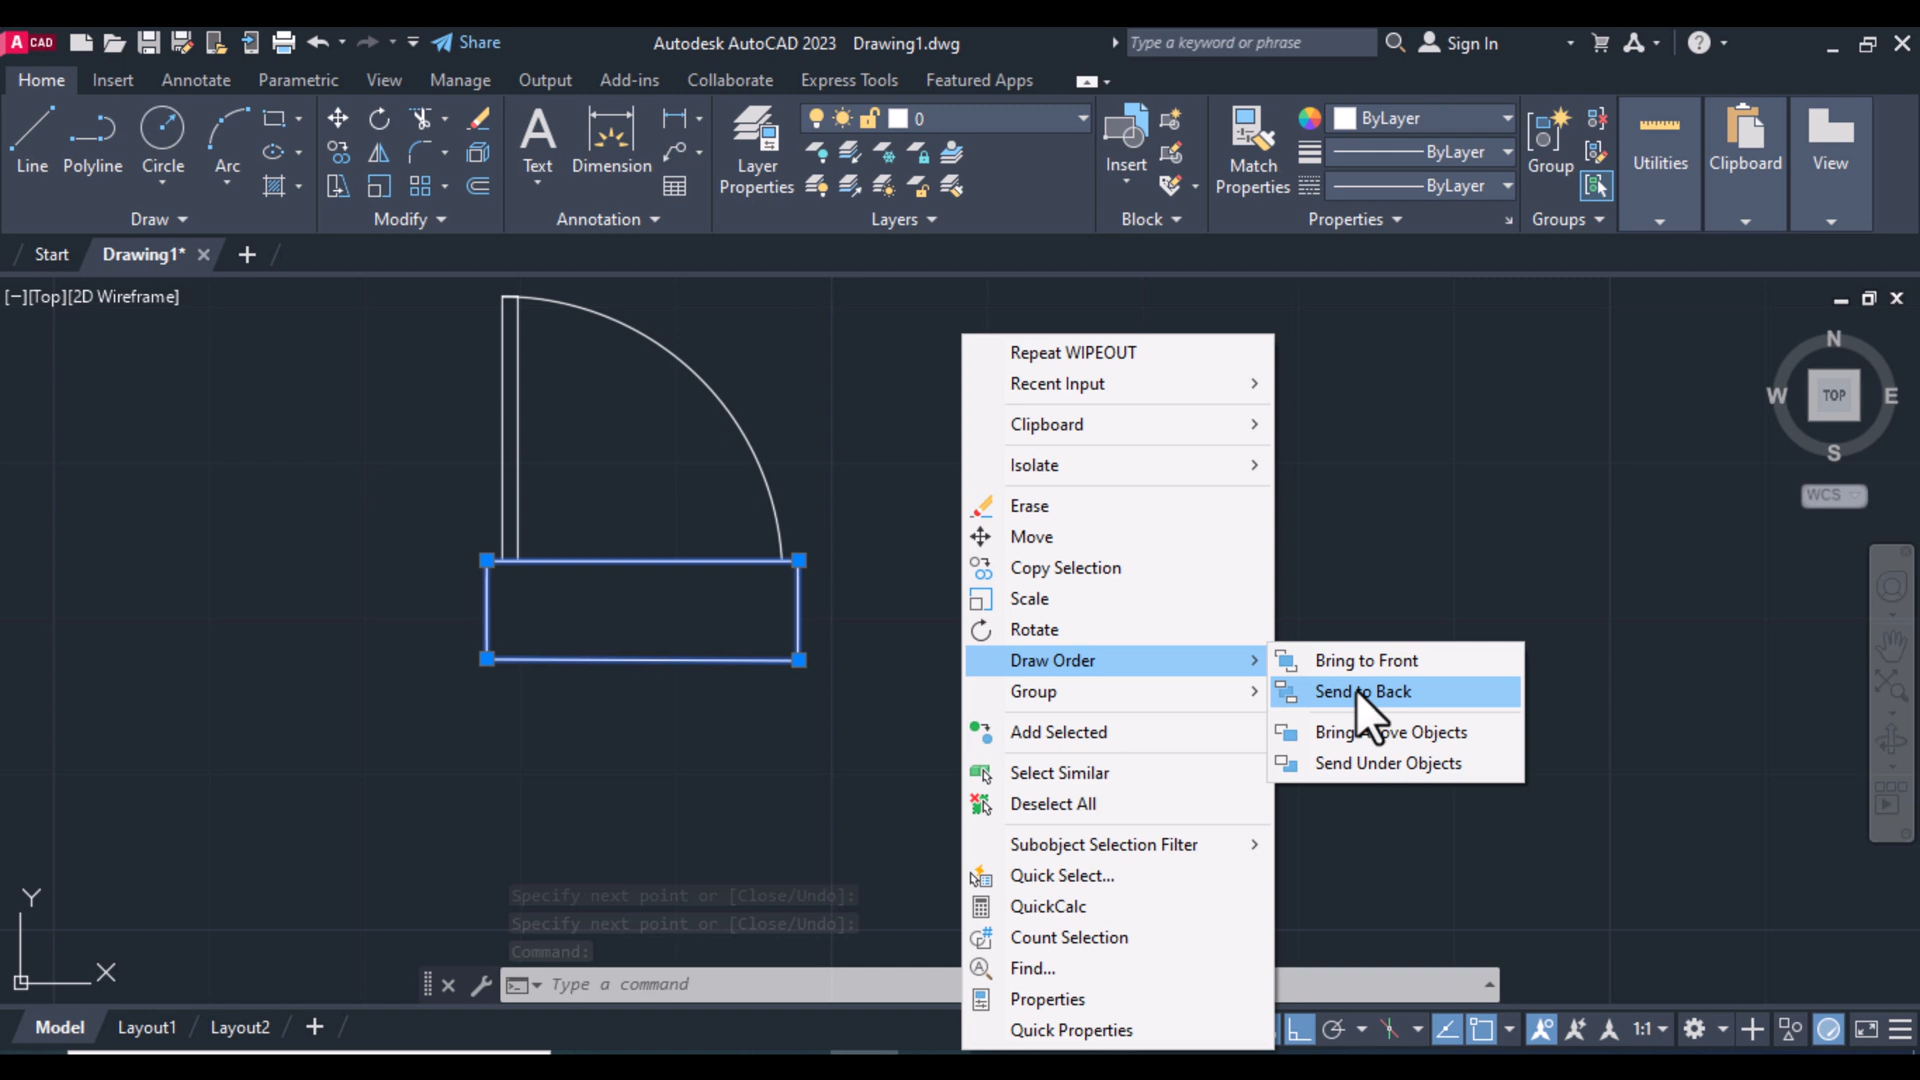 A CAD
Share
Autodesk AutoCAD 2023 Drawing1.dwg
Type a keyword or phrase
Sign In
?
Home Insert Annotate Parametric View Manage Output Add-ins Collaborate Express Tools Featured Apps
Line
Polyline
Circle
Arc
Draw
Modify
A
Text
Dimension
Annotation
Layer
Properties
0
Layers
Insert
Block
Match
Properties
ByLayer
ByLayer
ByLayer
Properties
Group
Groups
Utilities
Clipboard
View
Start
Drawing1*
[−][Top][2D Wireframe]
N
W
TOP
E
S
WCS
Repeat WIPEOUT
Recent Input
Clipboard
Isolate
Erase
Move
Copy Selection
Scale
Rotate
Draw Order
Group
Add Selected
Select Similar
Deselect All
Subobject Selection Filter
Quick Select...
QuickCalc
Count Selection
Find...
Properties
Quick Properties
Bring to Front
Send to Back
Bring Objects
Send Under Objects
Specify next point or [Close/Undo]:
Specify next point or [Close/Undo]:
Command:
Type a command
Y
X
Model Layout1 Layout2 +
1:1